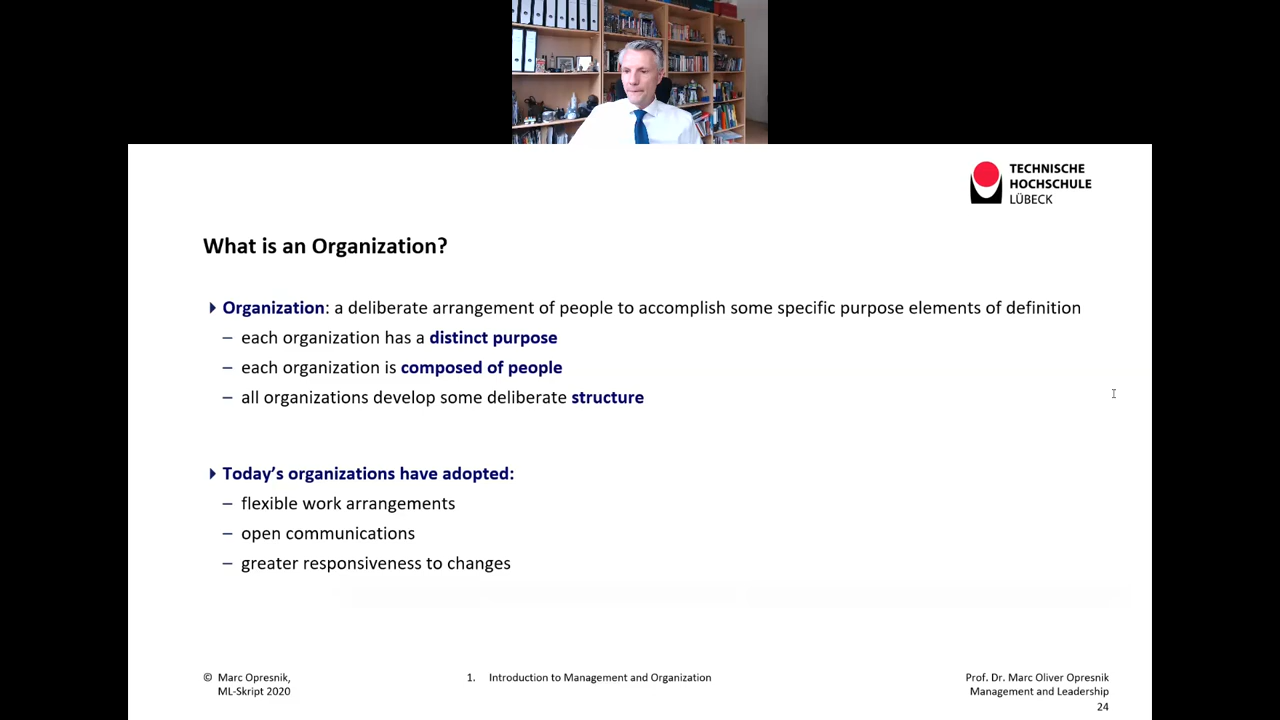 TECHNISCHE
HOCHSCHULE
LÜBECK
What is an Organization?
Organization: a deliberate arrangement of people to accomplish some specific purpose elements of definition
– each organization has a distinct purpose
– each organization is composed of people
– all organizations develop some deliberate structure
Today's organizations have adopted:
– flexible work arrangements
– open communications
– greater responsiveness to changes
© Marc Opresnik,
ML-Skript 2020
1. Introduction to Management and Organization
Prof. Dr. Marc Oliver Opresnik
Management and Leadership
24